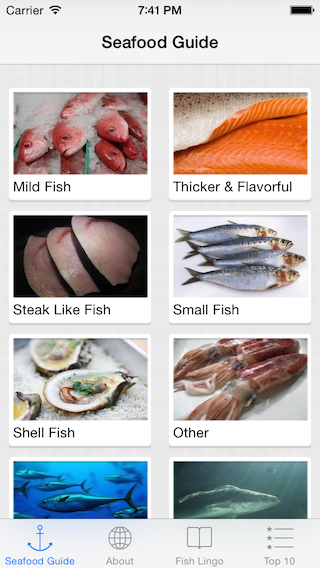 Carrier 7:41 PM
Seafood Guide
Mild Fish
Thicker & Flavorful
Steak Like Fish
Small Fish
Shell Fish
Other
Seafood Guide
About
Fish Lingo
Top 10